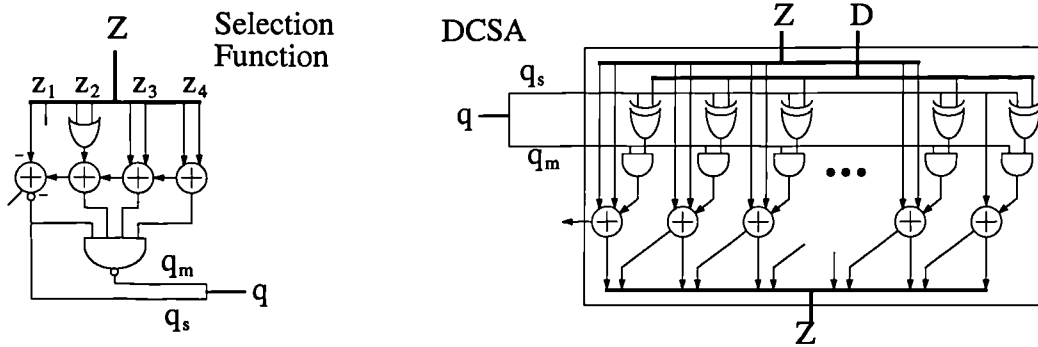 Selection
Function
Z
z₁ z₂ z₃ z₄
−
+ + + +
−
qₘ
q
qₛ
DCSA
Z D
qₛ
q
qₘ
•••
+ + + + +
Z